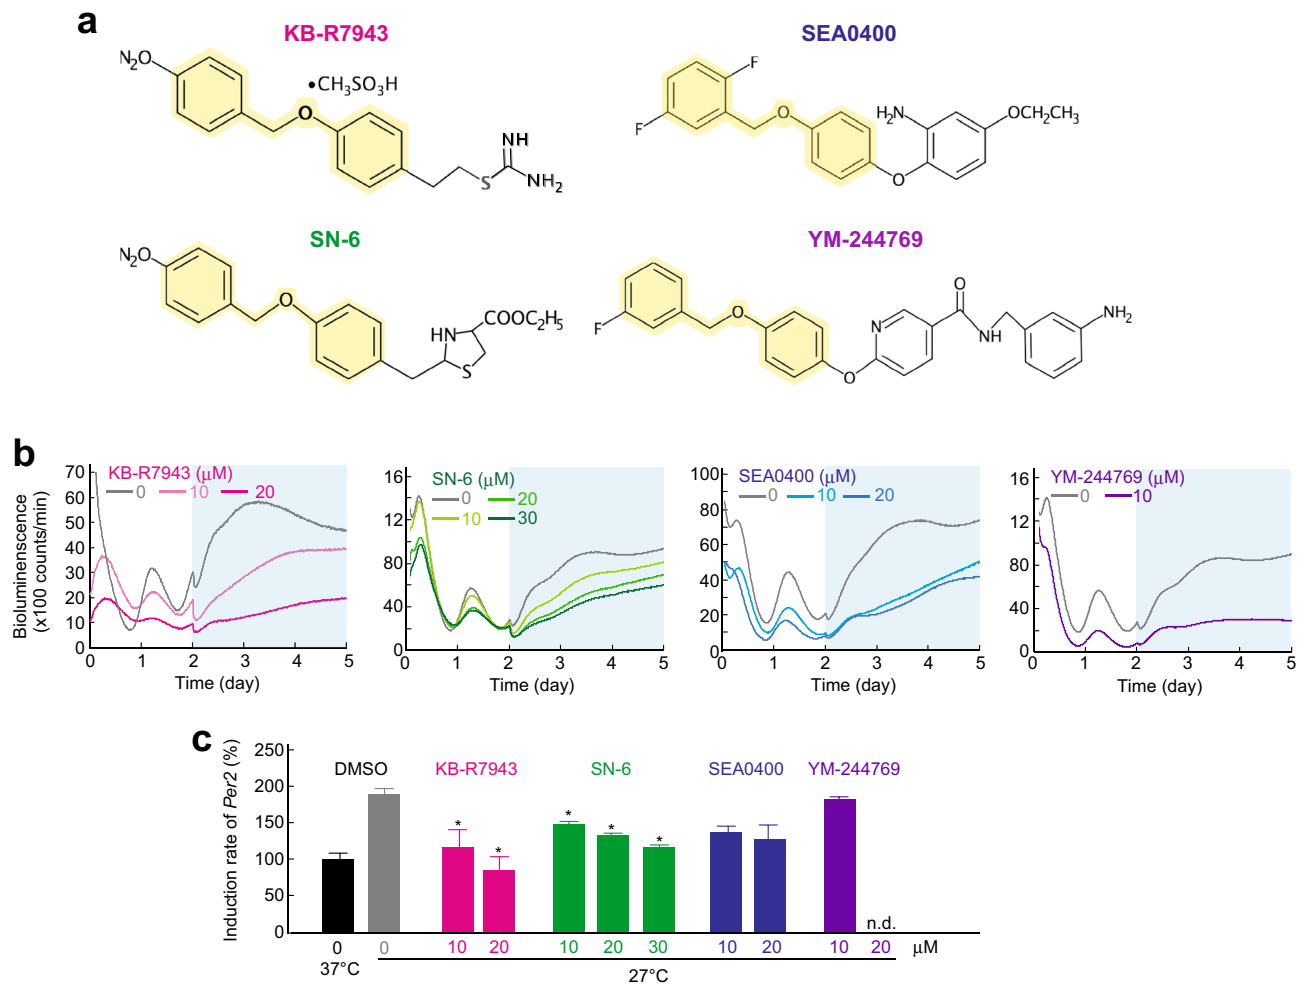 a
KB-R7943
SEA0400
N₂O
•CH₃SO₃H
O
NH
S
NH₂
F
F
O
H₂N
OCH₂CH₃
O
SN-6
YM-244769
N₂O
O
HN
COOC₂H₅
S
F
O
O
N
O
NH
NH₂
b
Bioluminenscence
(x100 counts/min)
70
60
50
40
30
20
10
0
KB-R7943 (µM)
0 10 20
0 1 2 3 4 5
Time (day)
16
12
80
40
0
SN-6 (µM)
0 20
10 30
0 1 2 3 4 5
Time (day)
100
80
60
40
20
0
SEA0400 (µM)
0 10 20
0 1 2 3 4 5
Time (day)
16
12
80
40
0
YM-244769 (µM)
0 10
0 1 2 3 4 5
Time (day)
c
Induction rate of Per2 (%)
250
200
150
100
50
0
DMSO KB-R7943 SN-6 SEA0400 YM-244769
* * * * *
n.d.
0 0 10 20 10 20 30 10 20 10 20 µM
37°C
27°C